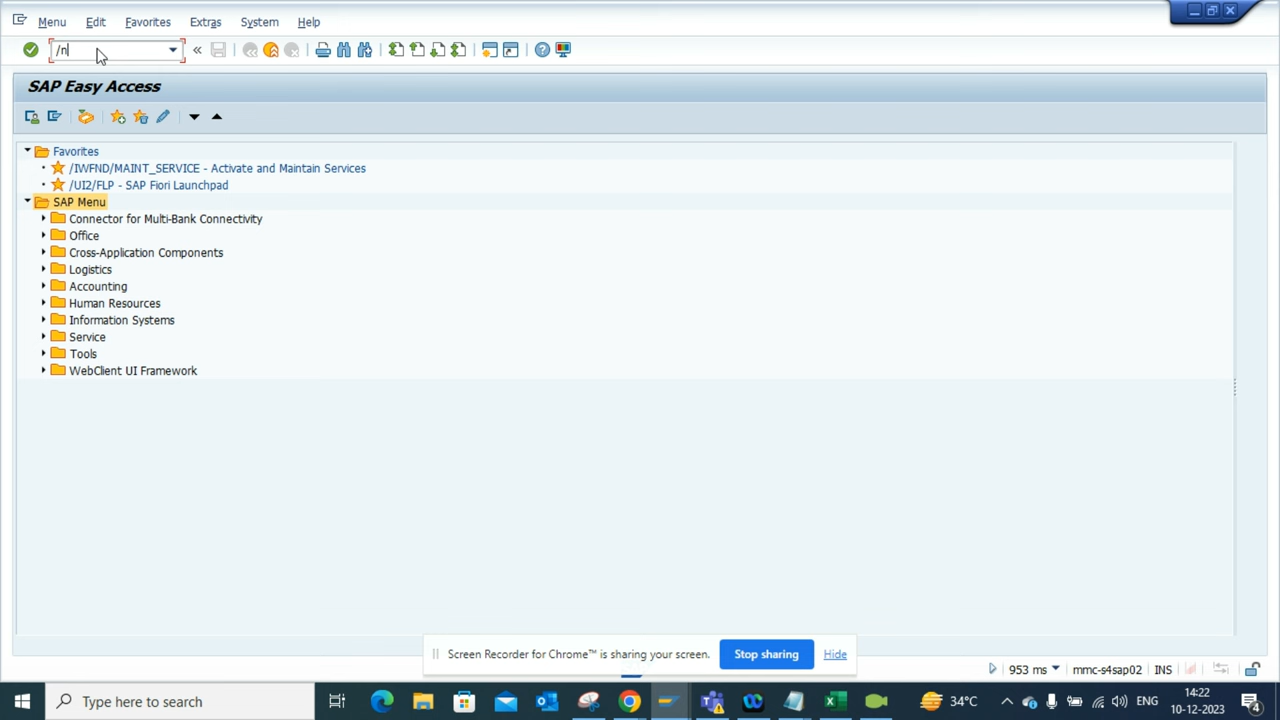 Menu Edit Favorites Extras System Help
/n
SAP Easy Access
Favorites
/IWFND/MAINT_SERVICE - Activate and Maintain Services
/UI2/FLP - SAP Fiori Launchpad
SAP Menu
Connector for Multi-Bank Connectivity
Office
Cross-Application Components
Logistics
Accounting
Human Resources
Information Systems
Service
Tools
WebClient UI Framework
Screen Recorder for Chrome™ is sharing your screen. Stop sharing Hide
953 ms mmc-s4sap02 INS
Type here to search 34°C ENG 14:22
10-12-2023 4